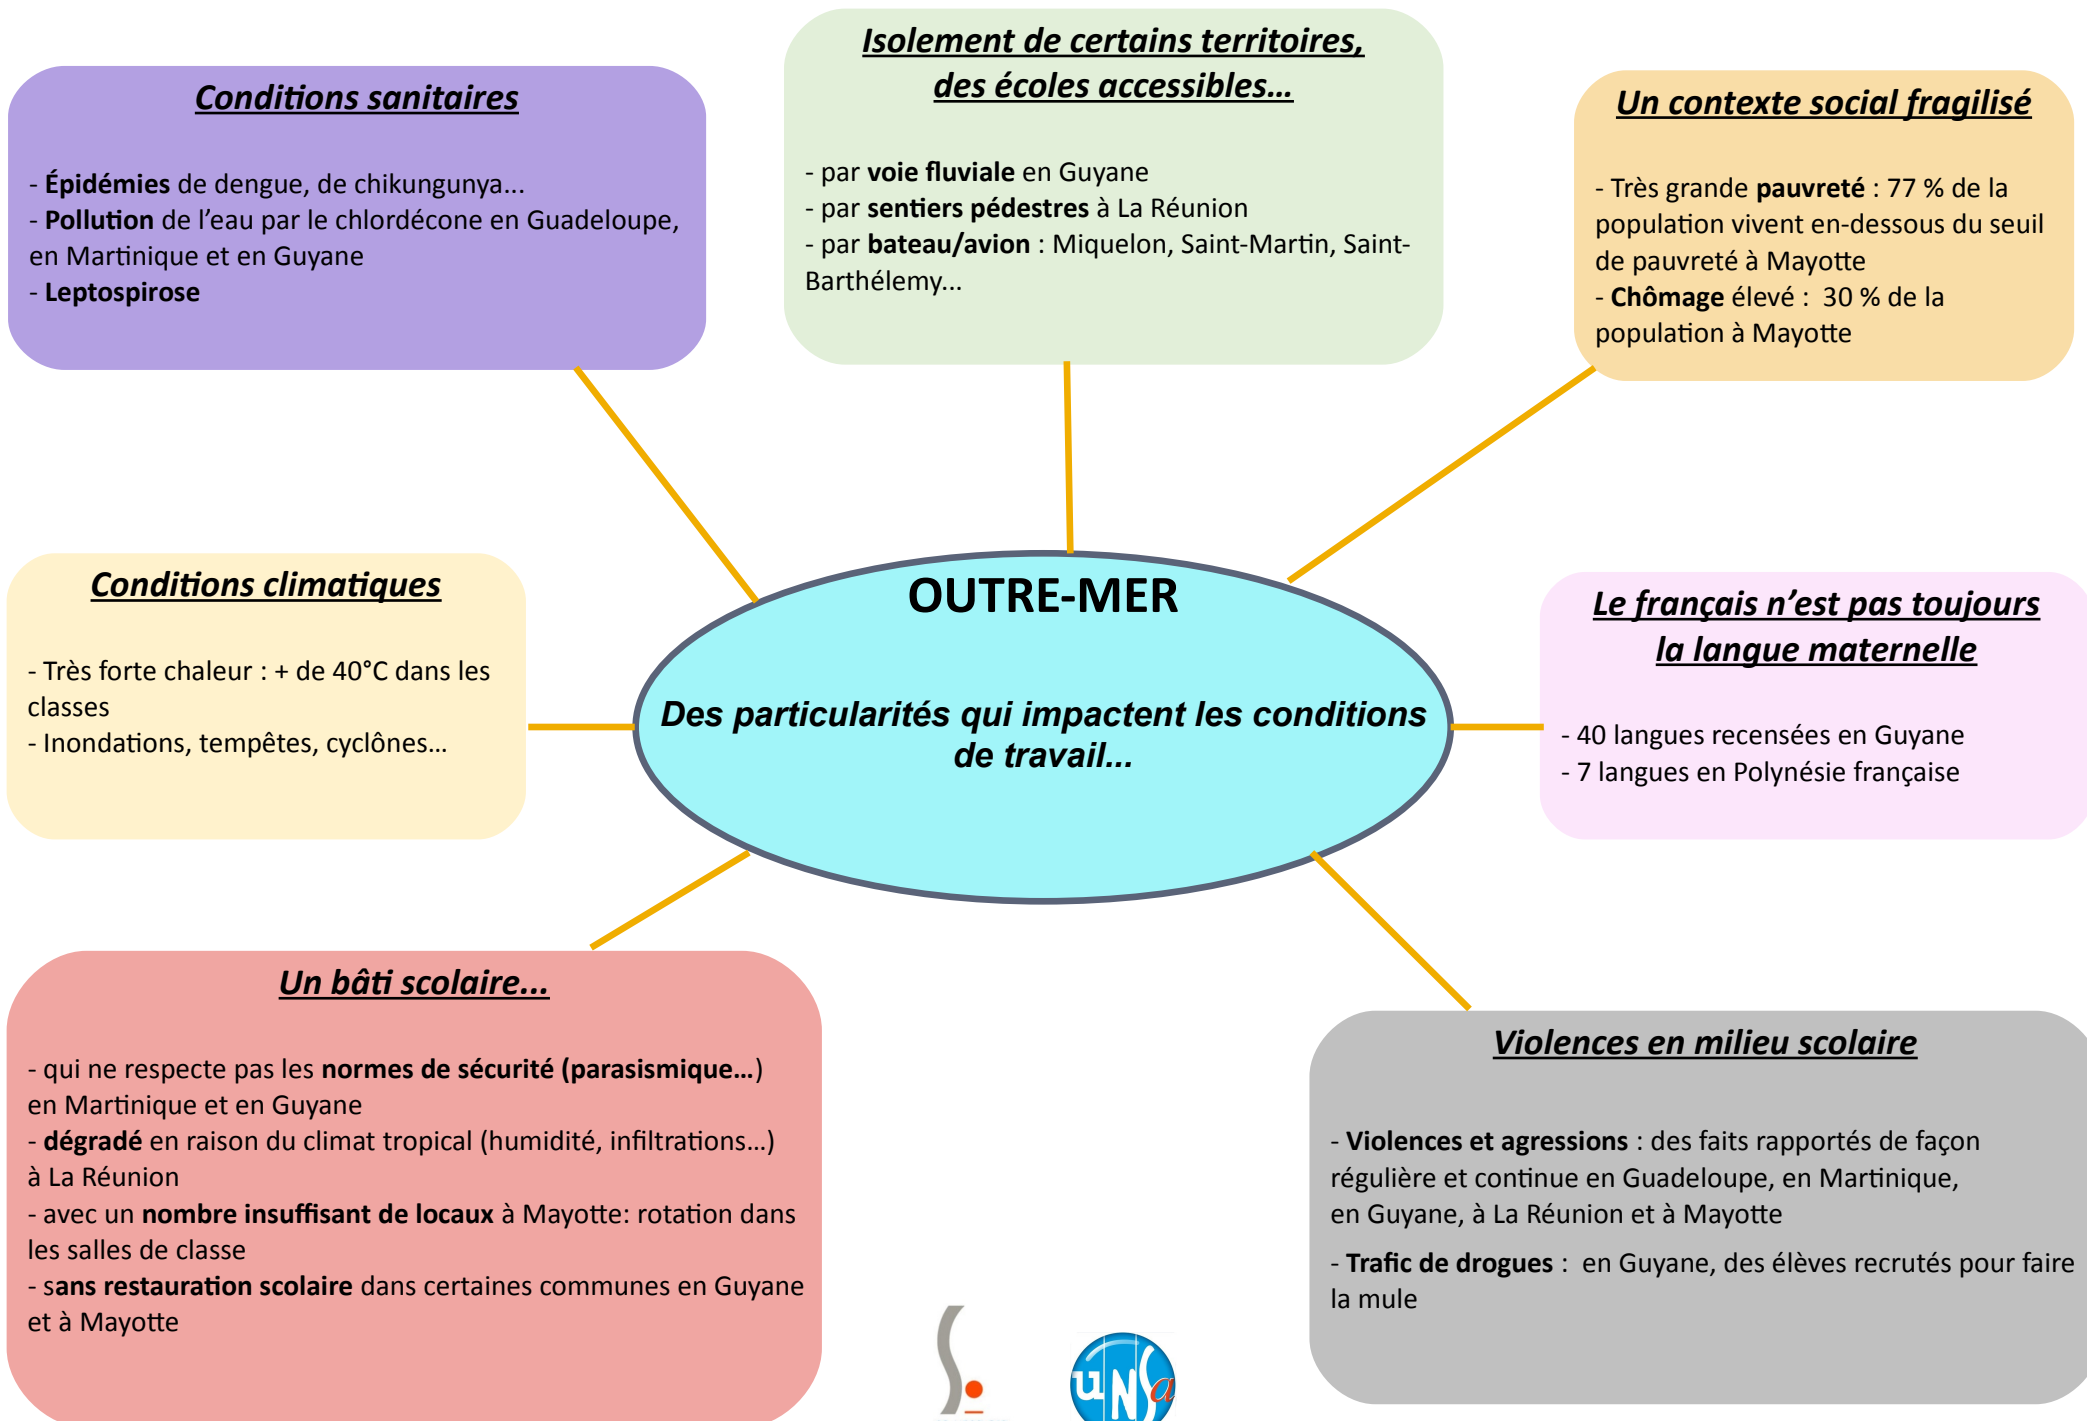 Conditions sanitaires
- Épidémies de dengue, de chikungunya...
- Pollution de l’eau par le chlordécone en Guadeloupe,
en Martinique et en Guyane
- Leptospirose
Isolement de certains territoires,
des écoles accessibles…
- par voie fluviale en Guyane
- par sentiers pédestres à La Réunion
- par bateau/avion : Miquelon, Saint-Martin, Saint-
Barthélemy...
Un contexte social fragilisé
- Très grande pauvreté : 77 % de la
population vivent en-dessous du seuil
de pauvreté à Mayotte
- Chômage élevé :  30 % de la
population à Mayotte
Conditions climatiques
- Très forte chaleur : + de 40°C dans les
classes
- Inondations, tempêtes, cyclônes…
OUTRE-MER
Des particularités qui impactent les conditions
de travail...
Le français n’est pas toujours
la langue maternelle
- 40 langues recensées en Guyane
- 7 langues en Polynésie française
Un bâti scolaire...
- qui ne respecte pas les normes de sécurité (parasismique…)
en Martinique et en Guyane
- dégradé en raison du climat tropical (humidité, infiltrations…)
à La Réunion
- avec un nombre insuffisant de locaux à Mayotte: rotation dans
les salles de classe
- sans restauration scolaire dans certaines communes en Guyane
et à Mayotte
Violences en milieu scolaire
- Violences et agressions : des faits rapportés de façon
régulière et continue en Guadeloupe, en Martinique,
en Guyane, à La Réunion et à Mayotte
- Trafic de drogues :  en Guyane, des élèves recrutés pour faire
la mule
UNSa